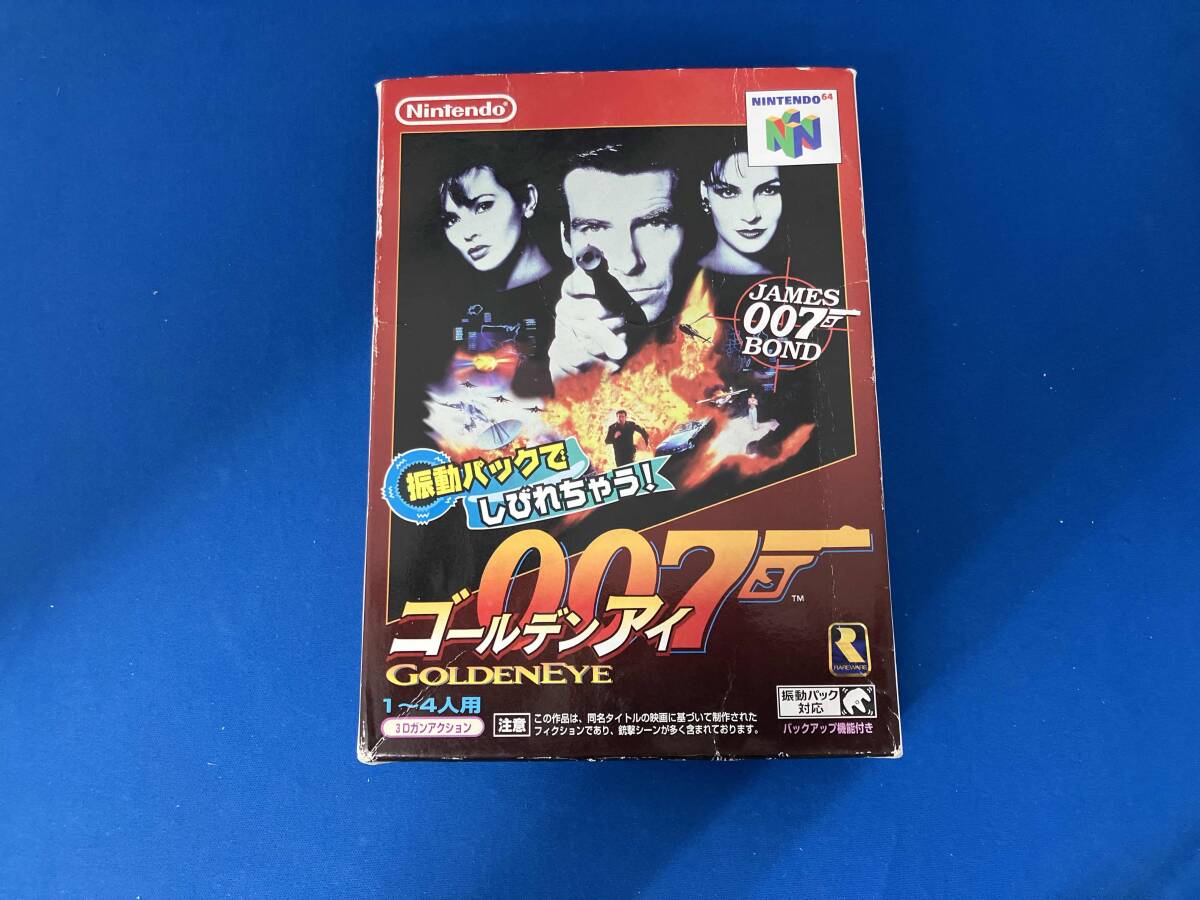 Nintendo®
NINTENDO 64
JAMES
007
BOND
振動パックで
しびれちゃう!
007
™
ゴールデンアイ
GOLDENEYE
RAREWARE
1〜4人用
3Dガンアクション
注意
この作品は、同名タイトルの映画に基づいて制作された
フィクションであり、銃撃シーンが多く含まれております。
振動パック
対応
バックアップ機能付き